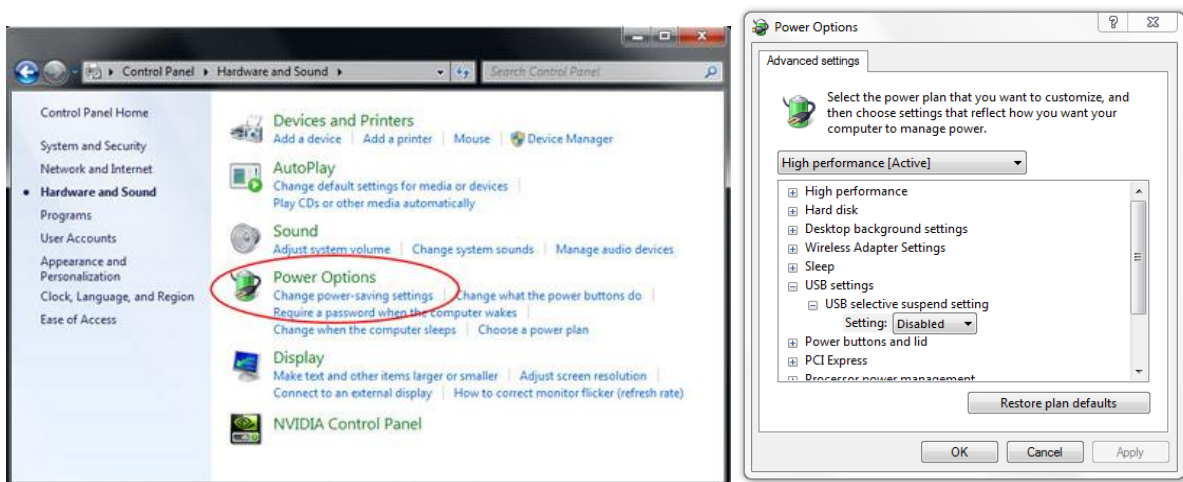 Control Panel Hardware and Sound
Search Control Panel
Control Panel Home
System and Security
Network and Internet
Hardware and Sound
Programs
User Accounts
Appearance and
Personalization
Clock, Language, and Region
Ease of Access
Devices and Printers
Add a device Add a printer Mouse Device Manager
AutoPlay
Change default settings for media or devices
Play CDs or other media automatically
Sound
Adjust system volume Change system sounds Manage audio devices
Power Options
Change power-saving settings Change what the power buttons do
Require a password when the computer wakes
Change when the computer sleeps Choose a power plan
Display
Make text and other items larger or smaller Adjust screen resolution
Connect to an external display How to correct monitor flicker (refresh rate)
NVIDIA Control Panel
Power Options
Advanced settings
Select the power plan that you want to customize, and
then choose settings that reflect how you want your
computer to manage power.
High performance [Active]
High performance
Hard disk
Desktop background settings
Wireless Adapter Settings
Sleep
USB settings
USB selective suspend setting
Setting: Disabled
Power buttons and lid
PCI Express
Processor power management
Restore plan defaults
OK Cancel Apply